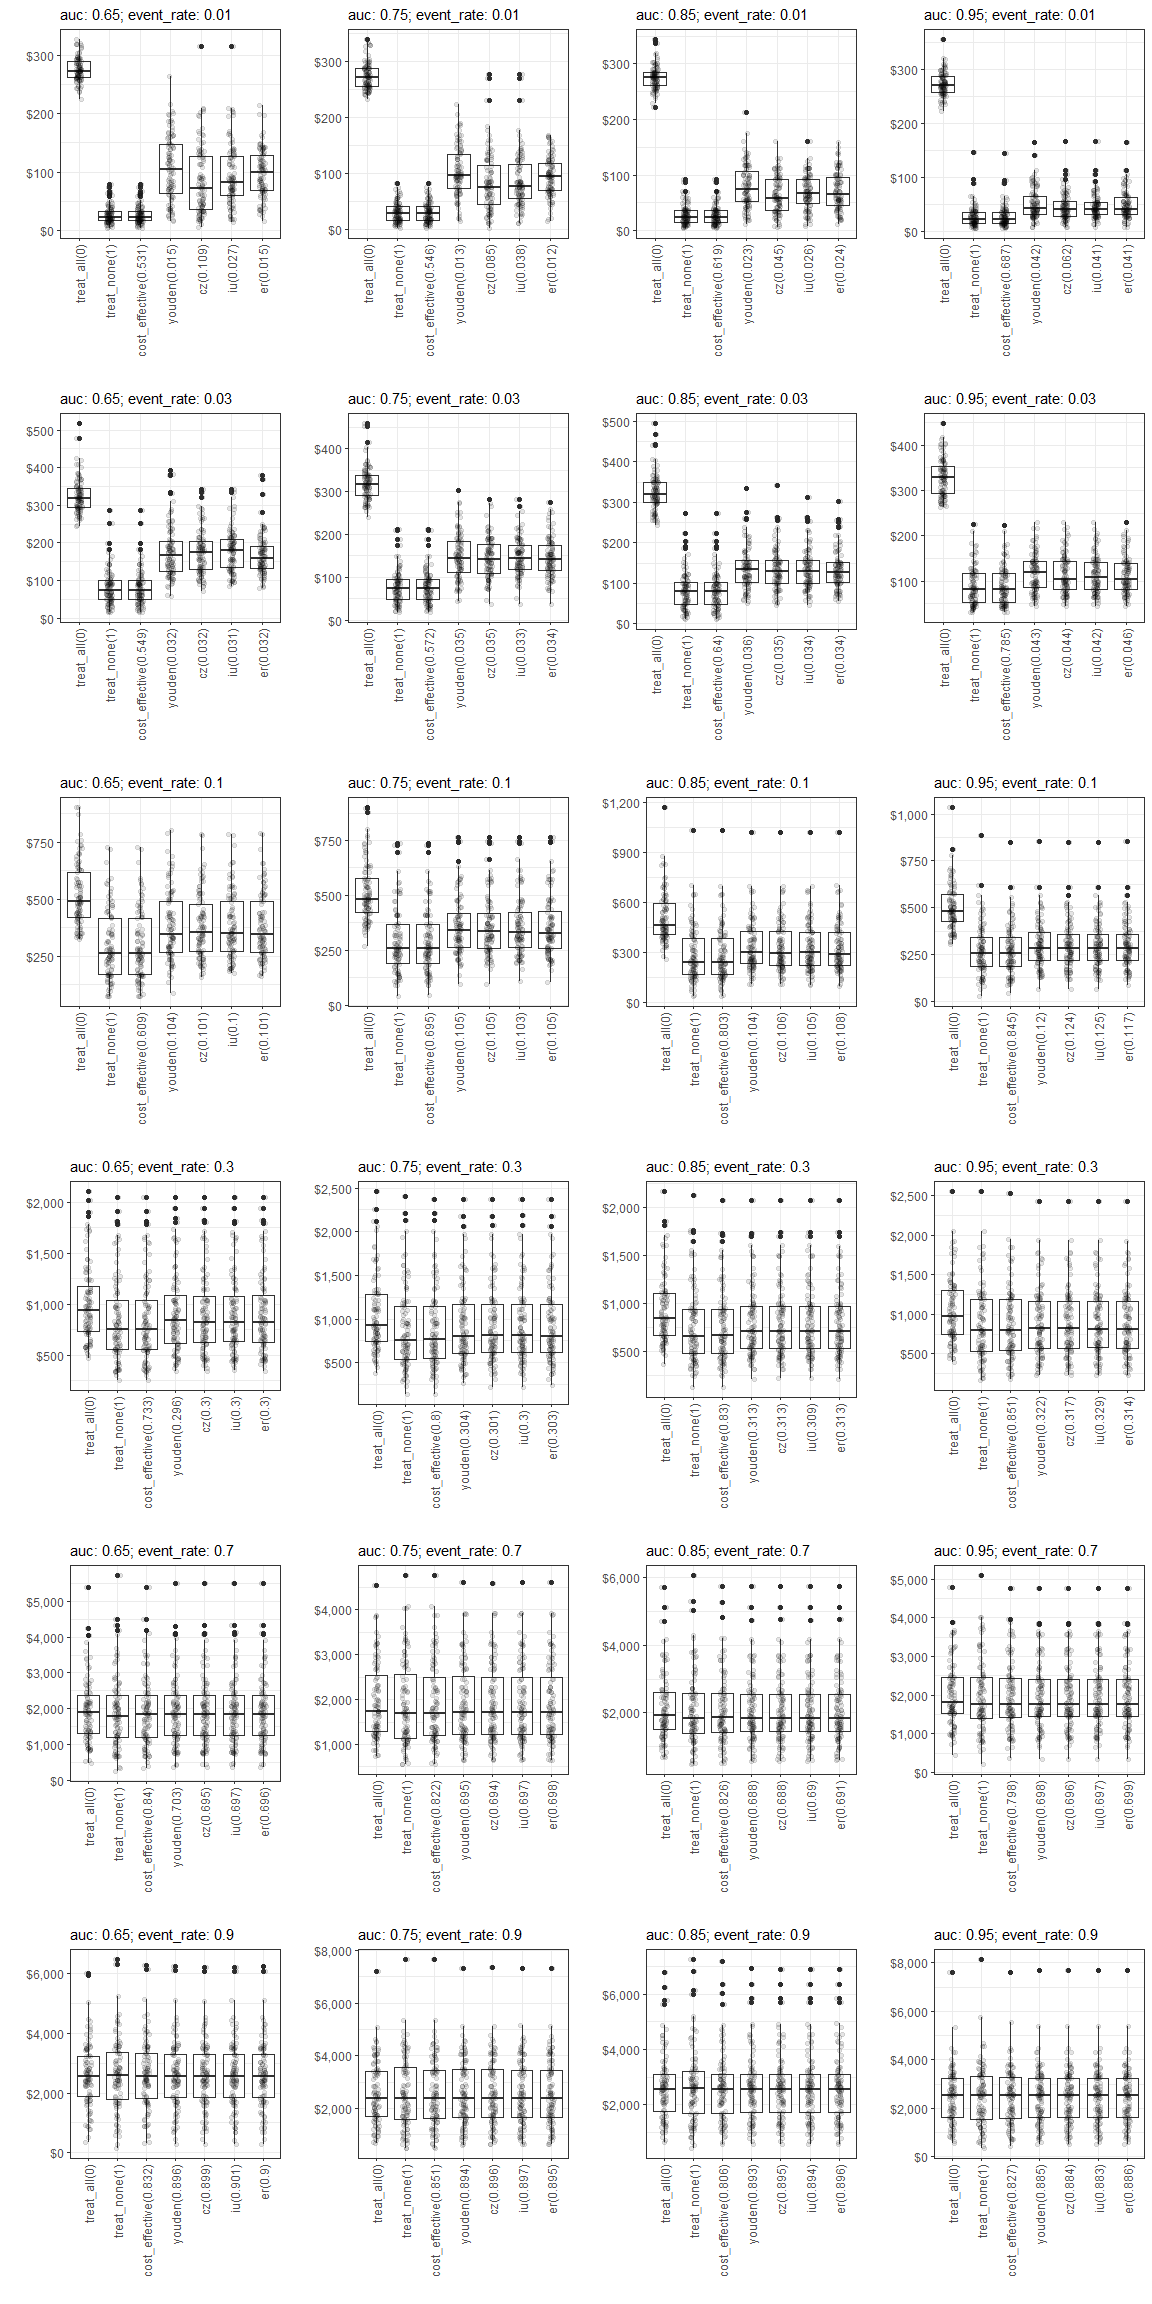 auc: 0.65; event_rate: 0.01
$300
$200
$100
$0
treat_all(0)
treat_none(1)
cost_effective(0.531)
youden(0.015)
cz(0.109)
iu(0.027)
er(0.015)
auc: 0.75; event_rate: 0.01
$300
$200
$100
$0
treat_all(0)
treat_none(1)
cost_effective(0.546)
youden(0.013)
cz(0.085)
iu(0.038)
er(0.012)
auc: 0.85; event_rate: 0.01
$300
$200
$100
$0
treat_all(0)
treat_none(1)
cost_effective(0.619)
youden(0.023)
cz(0.045)
iu(0.026)
er(0.024)
auc: 0.95; event_rate: 0.01
$300
$200
$100
$0
treat_all(0)
treat_none(1)
cost_effective(0.687)
youden(0.042)
cz(0.062)
iu(0.041)
er(0.041)
auc: 0.65; event_rate: 0.03
$500
$400
$300
$200
$100
$0
treat_all(0)
treat_none(1)
cost_effective(0.549)
youden(0.032)
cz(0.032)
iu(0.031)
er(0.032)
auc: 0.75; event_rate: 0.03
$400
$300
$200
$100
$0
treat_all(0)
treat_none(1)
cost_effective(0.572)
youden(0.035)
cz(0.035)
iu(0.033)
er(0.034)
auc: 0.85; event_rate: 0.03
$500
$400
$300
$200
$100
$0
treat_all(0)
treat_none(1)
cost_effective(0.64)
youden(0.036)
cz(0.035)
iu(0.034)
er(0.034)
auc: 0.95; event_rate: 0.03
$400
$300
$200
$100
treat_all(0)
treat_none(1)
cost_effective(0.785)
youden(0.043)
cz(0.044)
iu(0.042)
er(0.046)
auc: 0.65; event_rate: 0.1
$750
$500
$250
treat_all(0)
treat_none(1)
cost_effective(0.609)
youden(0.104)
cz(0.101)
iu(0.1)
er(0.101)
auc: 0.75; event_rate: 0.1
$750
$500
$250
$0
treat_all(0)
treat_none(1)
cost_effective(0.695)
youden(0.105)
cz(0.105)
iu(0.103)
er(0.105)
auc: 0.85; event_rate: 0.1
$1,200
$900
$600
$300
$0
treat_all(0)
treat_none(1)
cost_effective(0.803)
youden(0.104)
cz(0.106)
iu(0.105)
er(0.108)
auc: 0.95; event_rate: 0.1
$1,000
$750
$500
$250
$0
treat_all(0)
treat_none(1)
cost_effective(0.845)
youden(0.12)
cz(0.124)
iu(0.125)
er(0.117)
auc: 0.65; event_rate: 0.3
$2,000
$1,500
$1,000
$500
treat_all(0)
treat_none(1)
cost_effective(0.733)
youden(0.296)
cz(0.3)
iu(0.3)
er(0.3)
auc: 0.75; event_rate: 0.3
$2,500
$2,000
$1,500
$1,000
$500
treat_all(0)
treat_none(1)
cost_effective(0.8)
youden(0.304)
cz(0.301)
iu(0.3)
er(0.303)
auc: 0.85; event_rate: 0.3
$2,000
$1,500
$1,000
$500
treat_all(0)
treat_none(1)
cost_effective(0.83)
youden(0.313)
cz(0.313)
iu(0.309)
er(0.313)
auc: 0.95; event_rate: 0.3
$2,500
$2,000
$1,500
$1,000
$500
treat_all(0)
treat_none(1)
cost_effective(0.851)
youden(0.322)
cz(0.317)
iu(0.329)
er(0.314)
auc: 0.65; event_rate: 0.7
$5,000
$4,000
$3,000
$2,000
$1,000
$0
treat_all(0)
treat_none(1)
cost_effective(0.84)
youden(0.703)
cz(0.695)
iu(0.697)
er(0.696)
auc: 0.75; event_rate: 0.7
$4,000
$3,000
$2,000
$1,000
treat_all(0)
treat_none(1)
cost_effective(0.822)
youden(0.695)
cz(0.694)
iu(0.697)
er(0.698)
auc: 0.85; event_rate: 0.7
$6,000
$4,000
$2,000
treat_all(0)
treat_none(1)
cost_effective(0.826)
youden(0.688)
cz(0.688)
iu(0.69)
er(0.691)
auc: 0.95; event_rate: 0.7
$5,000
$4,000
$3,000
$2,000
$1,000
$0
treat_all(0)
treat_none(1)
cost_effective(0.798)
youden(0.698)
cz(0.696)
iu(0.697)
er(0.699)
auc: 0.65; event_rate: 0.9
$6,000
$4,000
$2,000
$0
treat_all(0)
treat_none(1)
cost_effective(0.832)
youden(0.896)
cz(0.899)
iu(0.901)
er(0.9)
auc: 0.75; event_rate: 0.9
$8,000
$6,000
$4,000
$2,000
treat_all(0)
treat_none(1)
cost_effective(0.851)
youden(0.894)
cz(0.896)
iu(0.897)
er(0.895)
auc: 0.85; event_rate: 0.9
$6,000
$4,000
$2,000
treat_all(0)
treat_none(1)
cost_effective(0.806)
youden(0.893)
cz(0.895)
iu(0.894)
er(0.896)
auc: 0.95; event_rate: 0.9
$8,000
$6,000
$4,000
$2,000
$0
treat_all(0)
treat_none(1)
cost_effective(0.827)
youden(0.885)
cz(0.884)
iu(0.883)
er(0.886)